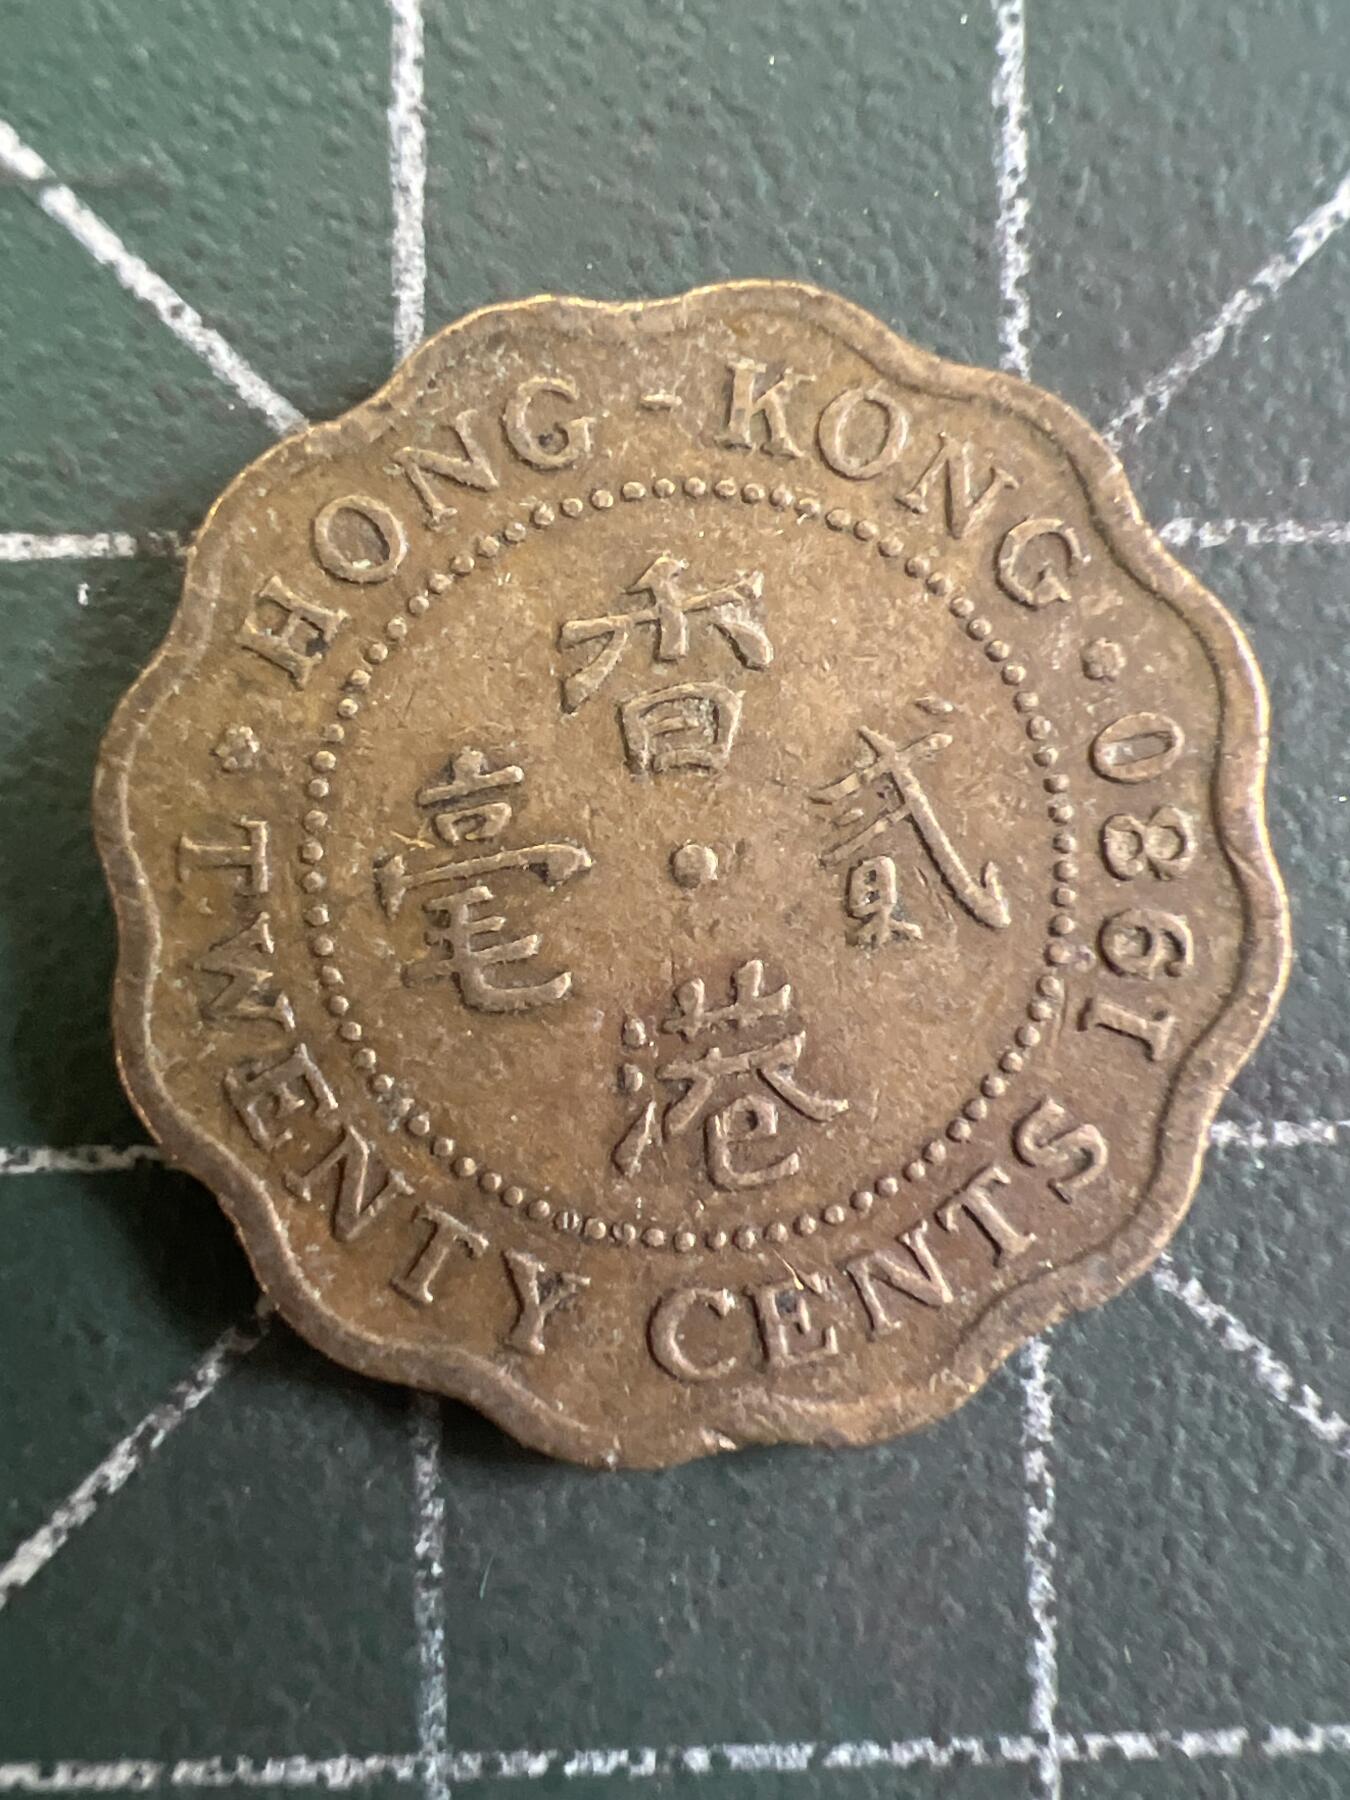 HONG-KONG
1980
TWENTY CENTS
香港
貳毫